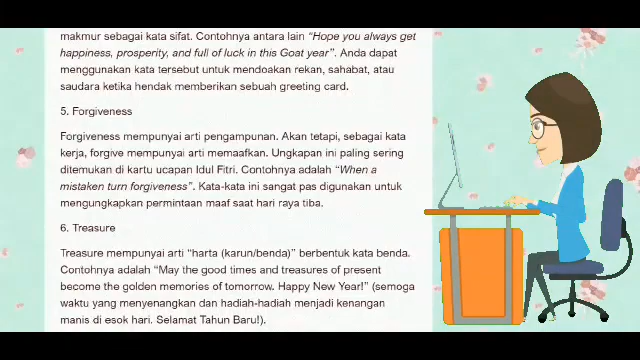 makmur sebagai kata sifat. Contohnya antara lain “Hope you always get
happiness, prosperity, and full of luck in this Goat year”. Anda dapat
menggunakan kata tersebut untuk mendoakan rekan, sahabat, atau
saudara ketika hendak memberikan sebuah greeting card.
5. Forgiveness
Forgiveness mempunyai arti pengampunan. Akan tetapi, sebagai kata
kerja, forgive mempunyai arti memaafkan. Ungkapan ini paling sering
ditemukan di kartu ucapan Idul Fitri. Contohnya adalah “When a
mistaken turn forgiveness”. Kata-kata ini sangat pas digunakan untuk
mengungkapkan permintaan maaf saat hari raya tiba.
6. Treasure
Treasure mempunyai arti “harta (karun/benda)” berbentuk kata benda.
Contohnya adalah “May the good times and treasures of present
become the golden memories of tomorrow. Happy New Year!” (semoga
waktu yang menyenangkan dan hadiah-hadiah menjadi kenangan
manis di esok hari. Selamat Tahun Baru!).